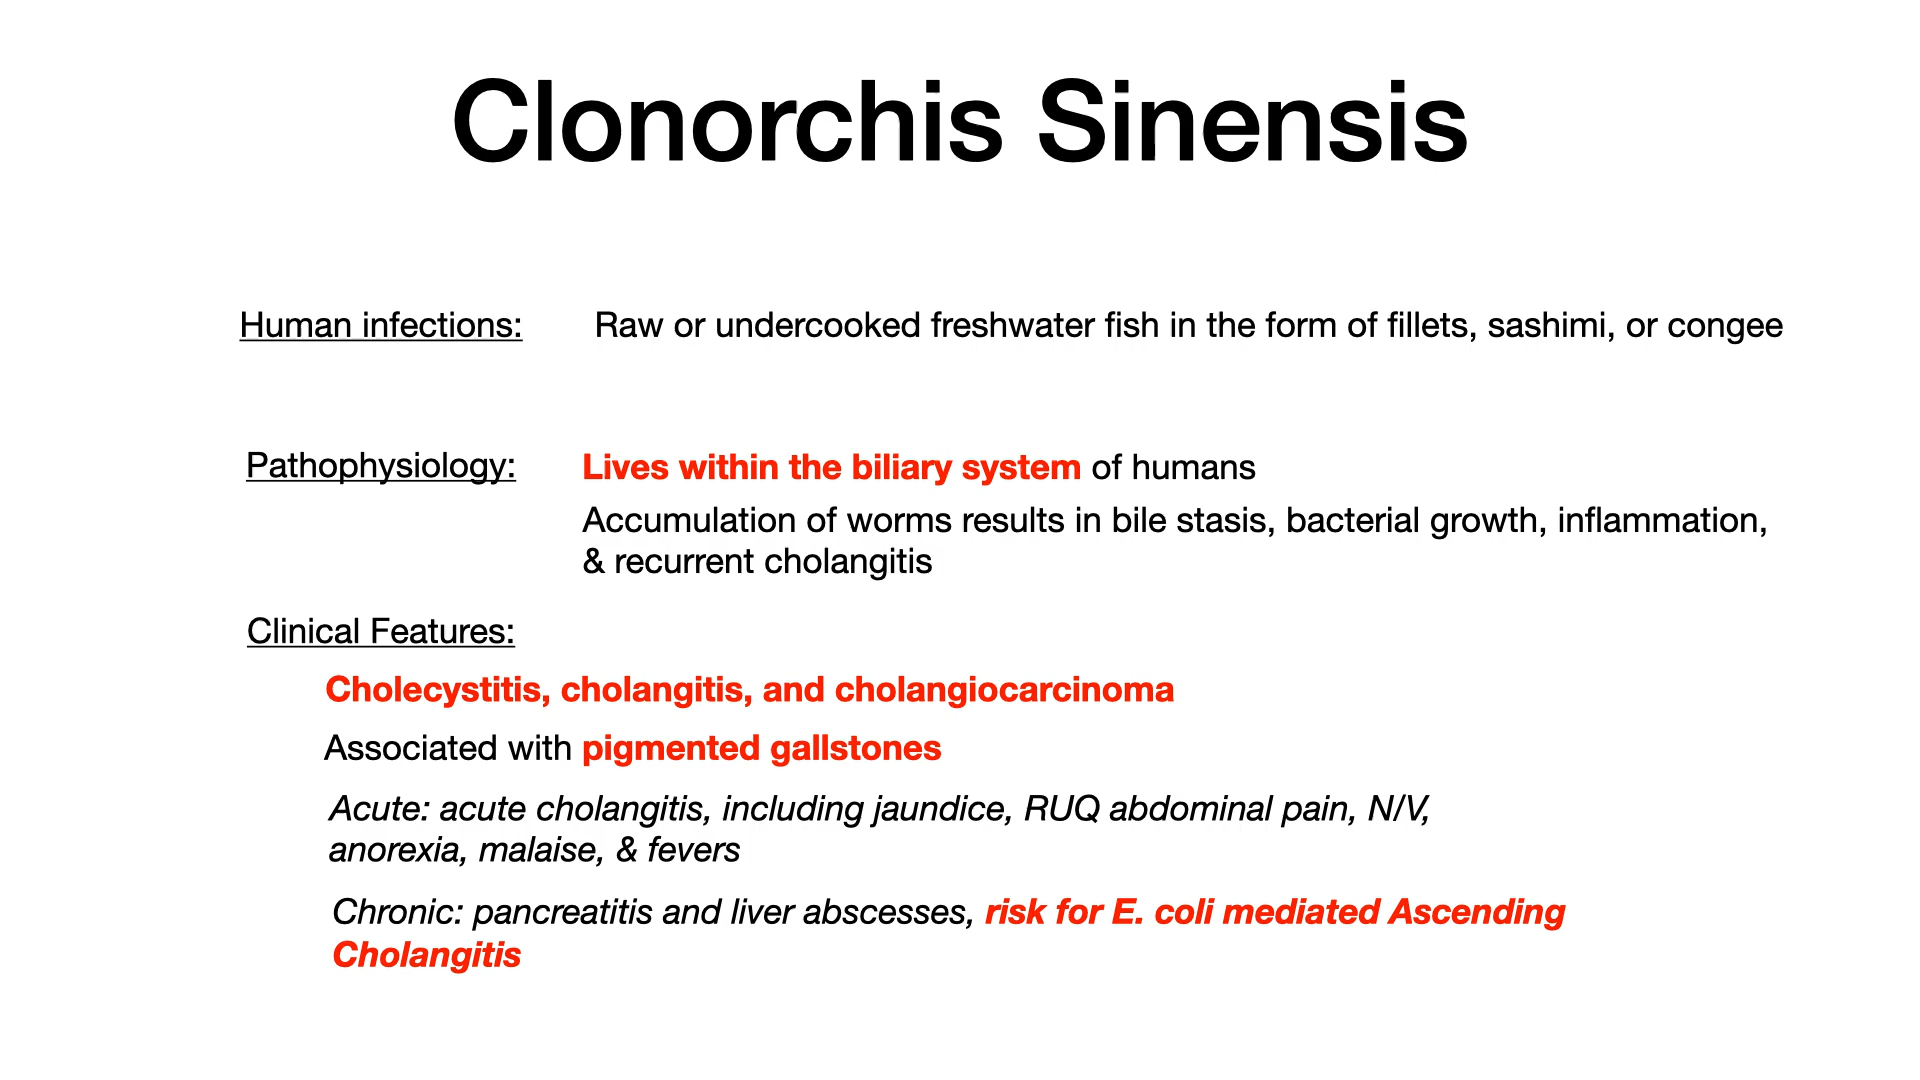 Clonorchis Sinensis
Human infections: Raw or undercooked freshwater fish in the form of fillets, sashimi, or congee
Pathophysiology: Lives within the biliary system of humans
Accumulation of worms results in bile stasis, bacterial growth, inflammation,
& recurrent cholangitis
Clinical Features:
Cholecystitis, cholangitis, and cholangiocarcinoma
Associated with pigmented gallstones
Acute: acute cholangitis, including jaundice, RUQ abdominal pain, N/V,
anorexia, malaise, & fevers
Chronic: pancreatitis and liver abscesses, risk for E. coli mediated Ascending
Cholangitis